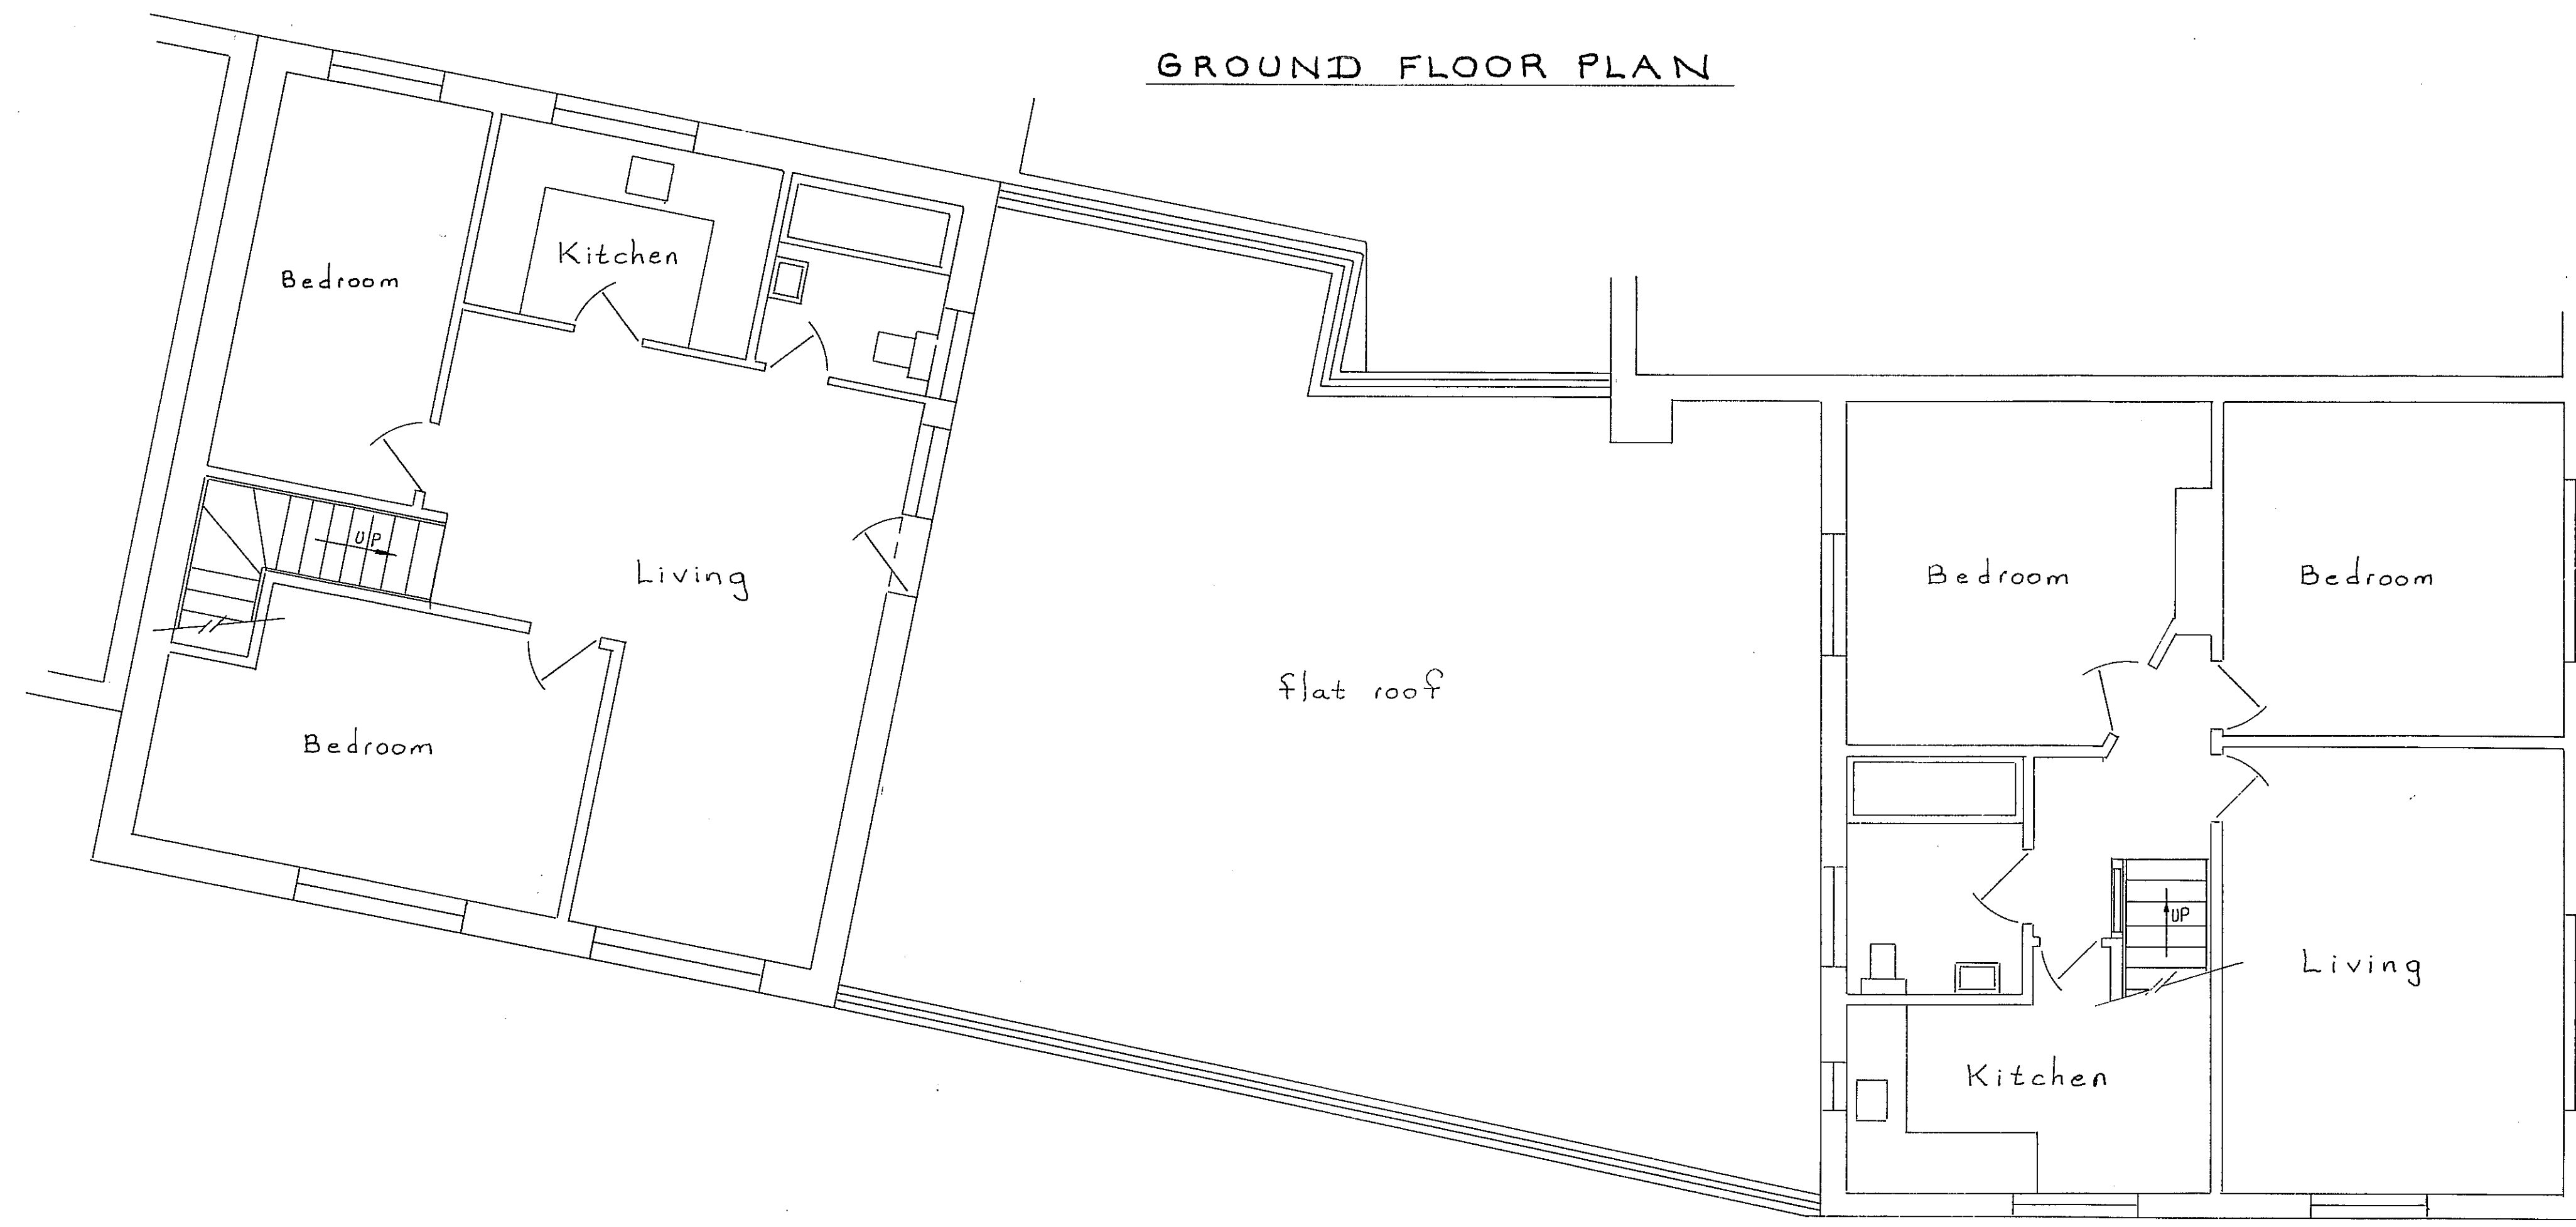 GROUND FLOOR PLAN
Bedroom
Kitchen
UP
Living
Bedroom
flat roof
Bedroom
Bedroom
UP
Living
Kitchen